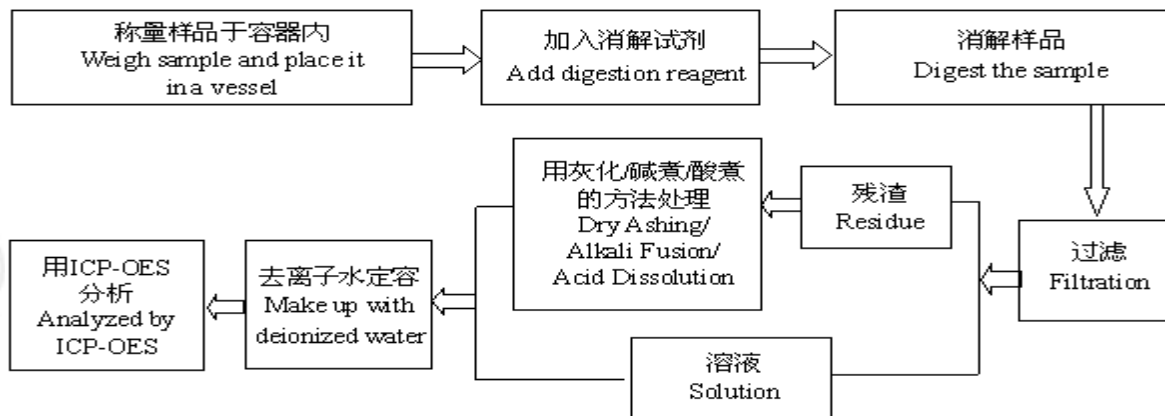 称量样品于容器内
Weigh sample and place it
in a vessel
加入消解试剂
Add digestion reagent
消解样品
Digest the sample
过滤
Filtration
残渣
Residue
用灰化/碱煮/酸煮
的方法处理
Dry Ashing/
Alkali Fusion/
Acid Dissolution
溶液
Solution
去离子水定容
Make up with
deionized water
用ICP-OES
分析
Analyzed by
ICP-OES